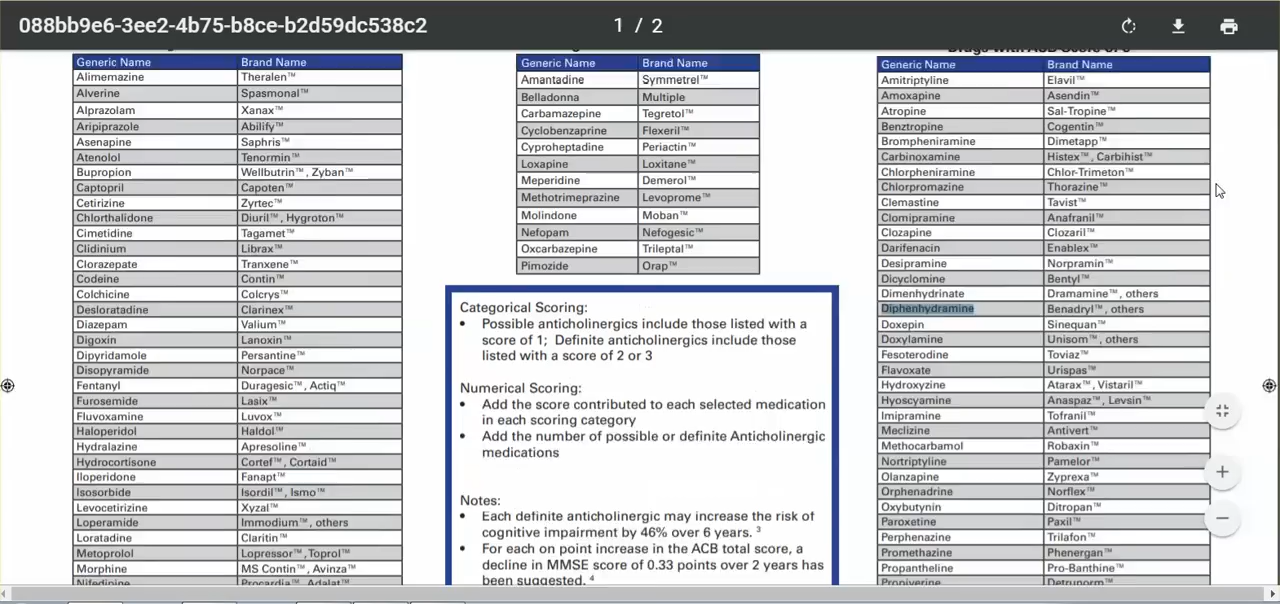 088bb9e6-3ee2-4b75-b8ce-b2d59dc538c2
1 / 2
Generic Name Brand Name
Alimemazine Theralen™
Alverine Spasmonal™
Alprazolam Xanax™
Aripiprazole Abilify™
Asenapine Saphris™
Atenolol Tenormin™
Bupropion Wellbutrin™, Zyban™
Captopril Capoten™
Cetirizine Zyrtec™
Chlorthalidone Diuril™, Hygroton™
Cimetidine Tagamet™
Clidinium Librax™
Clorazepate Tranxene™
Codeine Contin™
Colchicine Colcrys™
Desloratadine Clarinex™
Diazepam Valium™
Digoxin Lanoxin™
Dipyridamole Persantine™
Disopyramide Norpace™
Fentanyl Duragesic™, Actiq™
Furosemide Lasix™
Fluvoxamine Luvox™
Haloperidol Haldol™
Hydralazine Apresoline™
Hydrocortisone Cortef™, Cortaid™
Iloperidone Fanapt™
Isosorbide Isordil™, Ismo™
Levocetirizine Xyzal™
Loperamide Immodium™, others
Loratadine Claritin™
Metoprolol Lopressor™, Toprol™
Morphine MS Contin™, Avinza™
Nifedipine Procardia™, Adalat™
Generic Name Brand Name
Amantadine Symmetrel™
Belladonna Multiple
Carbamazepine Tegretol™
Cyclobenzaprine Flexeril™
Cyproheptadine Periactin™
Loxapine Loxitane™
Meperidine Demerol™
Methotrimeprazine Levoprome™
Molindone Moban™
Nefopam Nefogesic™
Oxcarbazepine Trileptal™
Pimozide Orap™
Categorical Scoring:
• Possible anticholinergics include those listed with a
score of 1; Definite anticholinergics include those
listed with a score of 2 or 3
Numerical Scoring:
• Add the score contributed to each selected medication
in each scoring category
• Add the number of possible or definite Anticholinergic
medications
Notes:
• Each definite anticholinergic may increase the risk of
cognitive impairment by 46% over 6 years. 3
• For each on point increase in the ACB total score, a
decline in MMSE score of 0.33 points over 2 years has
been suggested. 4
Generic Name Brand Name
Amitriptyline Elavil™
Amoxapine Asendin™
Atropine Sal-Tropine™
Benztropine Cogentin™
Brompheniramine Dimetapp™
Carbinoxamine Histex™, Carbihist™
Chlorpheniramine Chlor-Trimeton™
Chlorpromazine Thorazine™
Clemastine Tavist™
Clomipramine Anafranil™
Clozapine Clozaril™
Darifenacin Enablex™
Desipramine Norpramin™
Dicyclomine Bentyl™
Dimenhydrinate Dramamine™, others
Diphenhydramine Benadryl™, others
Doxepin Sinequan™
Doxylamine Unisom™, others
Fesoterodine Toviaz™
Flavoxate Urispas™
Hydroxyzine Atarax™, Vistaril™
Hyoscyamine Anaspaz™, Levsin™
Imipramine Tofranil™
Meclizine Antivert™
Methocarbamol Robaxin™
Nortriptyline Pamelor™
Olanzapine Zyprexa™
Orphenadrine Norflex™
Oxybutynin Ditropan™
Paroxetine Paxil™
Perphenazine Trilafon™
Promethazine Phenergan™
Propantheline Pro-Banthine™
Propiverine Detrunorm™